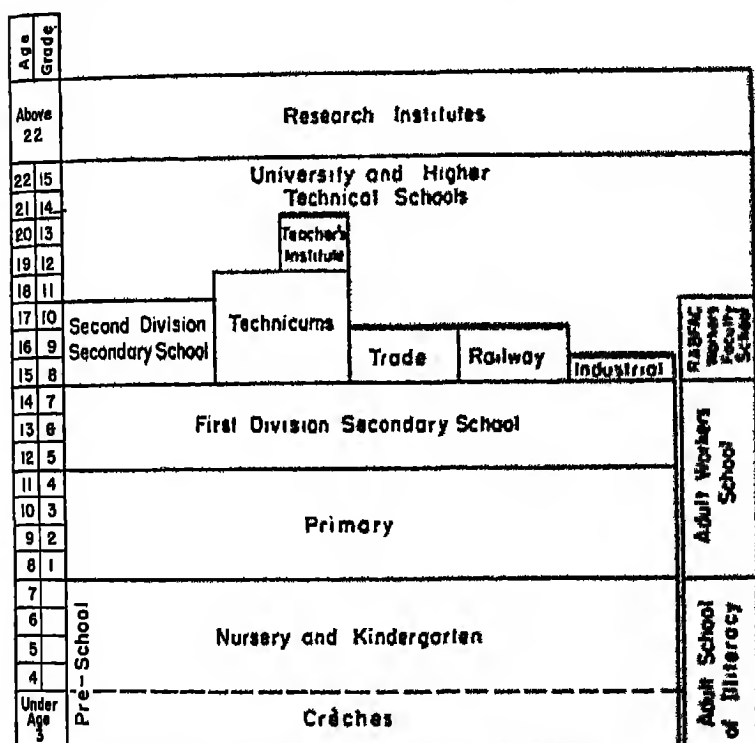 Age Grade
Above
22
Research Institutes
22 15
University and Higher
Technical Schools
21 14
20 13
Teacher's
Institute
19 12
18 11
17 10
Second Division
Secondary School
Technicums
16 9
Trade
Railway
15 8
Industrial
RABFAC
Workers
Faculty
School
14 7
13 6
First Division Secondary School
12 5
11 4
10 3
Primary
9 2
8 1
Adult Workers
School
7
6
Nursery and Kindergarten
5
4
Pre-School
Under
Age
3
Crèches
Adult School
of Illiteracy